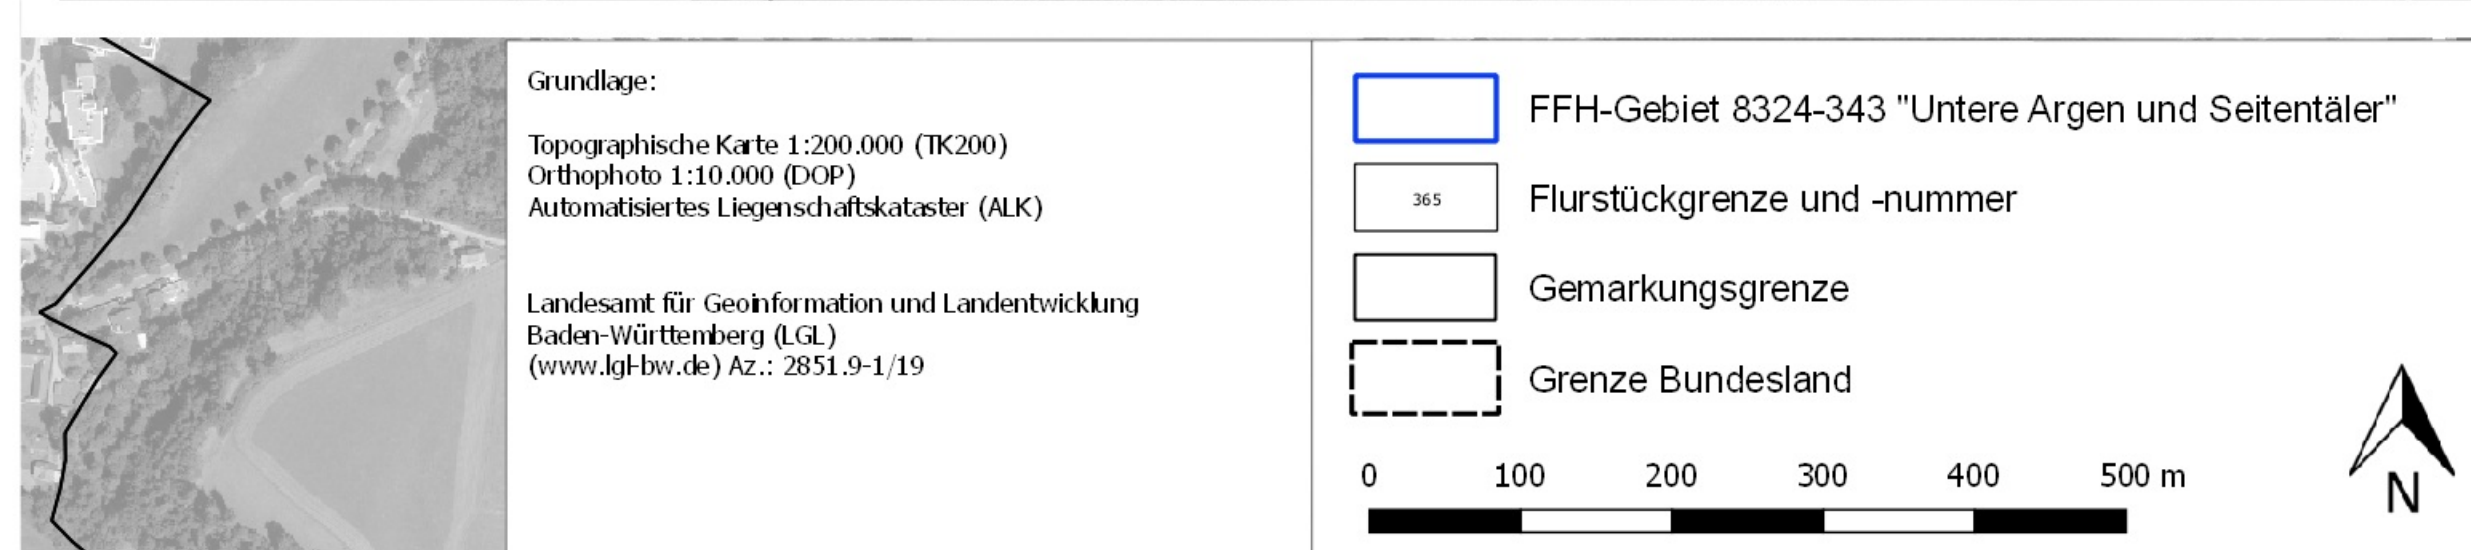 Grundlage:
Topographische Karte 1:200.000 (TK200)
Orthophoto 1:10.000 (DOP)
Automatisiertes Liegenschaftskataster (ALK)
Landesamt für Geoinformation und Landentwicklung
Baden-Württemberg (LGL)
(www.lgl-bw.de) Az.: 2851.9-1/19
FFH-Gebiet 8324-343 "Untere Argen und Seitentäler"
365 Flurstückgrenze und -nummer
Gemarkungsgrenze
Grenze Bundesland
0 100 200 300 400 500 m
N